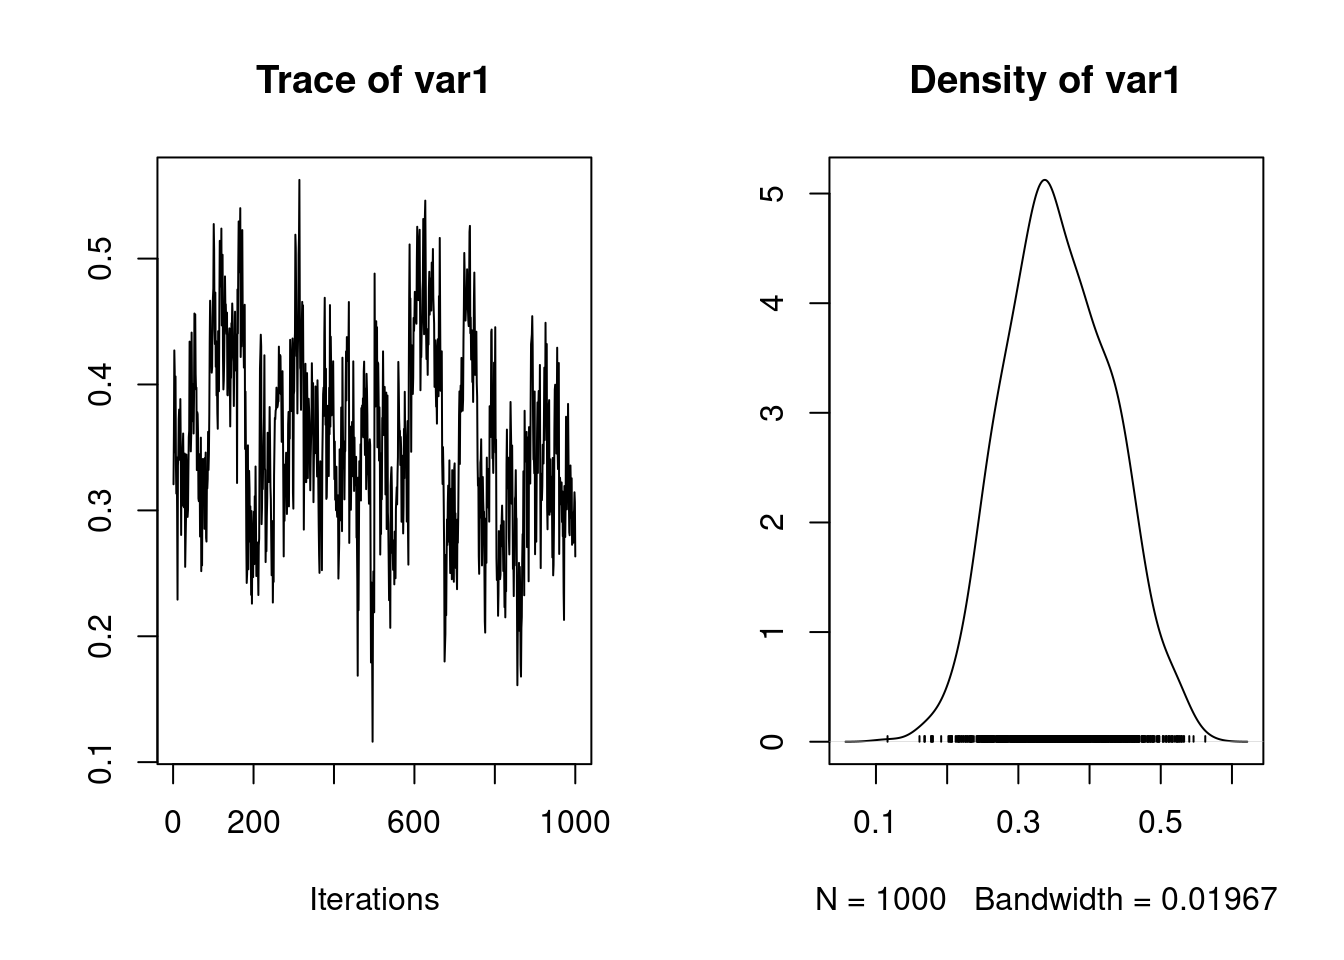 Trace of var1
0.5
0.4
0.3
0.2
0.1
0 200 600 1000
Iterations
Density of var1
5
4
3
2
1
0
0.1 0.3 0.5
N = 1000 Bandwidth = 0.01967